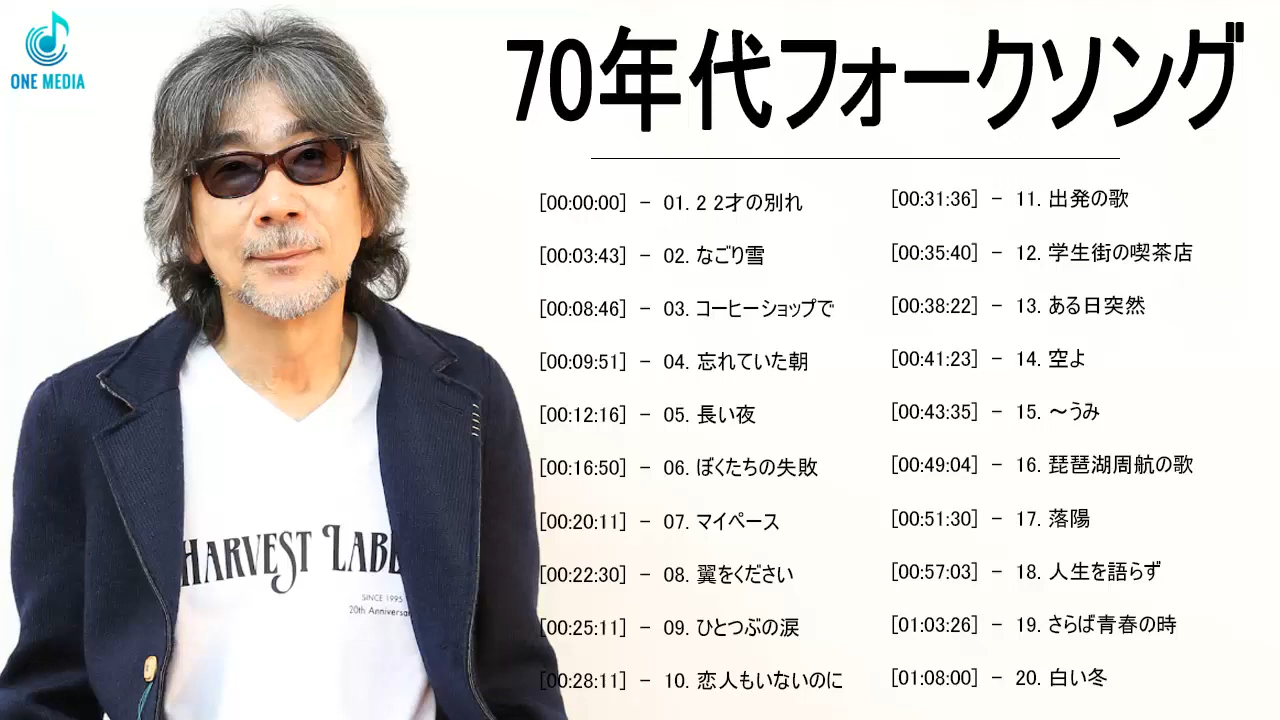 ONE MEDIA
70年代フォークソング
[00:00:00] - 01. 2 2才の別れ
[00:03:43] - 02. なごり雪
[00:08:46] - 03. コーヒーショップで
[00:09:51] - 04. 忘れていた朝
[00:12:16] - 05. 長い夜
[00:16:50] - 06. ぼくたちの失敗
[00:20:11] - 07. マイペース
[00:22:30] - 08. 翼をください
[00:25:11] - 09. ひとつぶの涙
[00:28:11] - 10. 恋人もいないのに
[00:31:36] - 11. 出発の歌
[00:35:40] - 12. 学生街の喫茶店
[00:38:22] - 13. ある日突然
[00:41:23] - 14. 空よ
[00:43:35] - 15. ～うみ
[00:49:04] - 16. 琵琶湖周航の歌
[00:51:30] - 17. 落陽
[00:57:03] - 18. 人生を語らず
[01:03:26] - 19. さらば青春の時
[01:08:00] - 20. 白い冬
HARVEST LABE
SINCE 1995
20th Anniversar